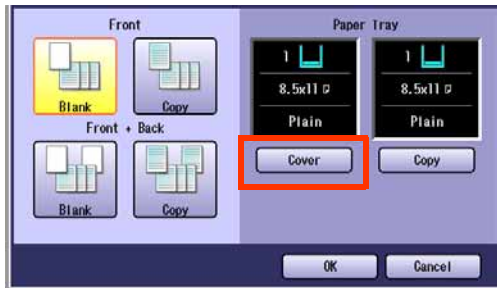 Front
Blank
Copy
Front + Back
Blank
Copy
Paper Tray
1
1
8.5x11
8.5x11
Plain
Plain
Cover
Copy
OK
Cancel